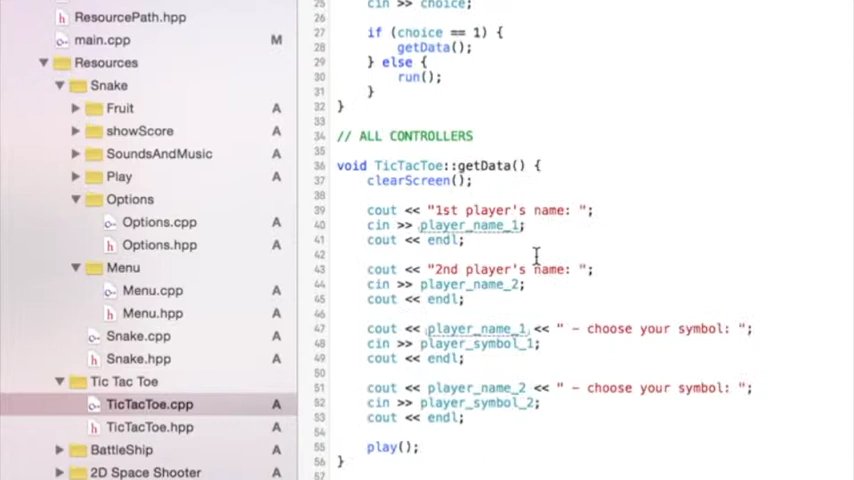 ResourcePath.hpp
main.cpp M
Resources
Snake
Fruit A
showScore A
SoundsAndMusic A
Play A
Options
Options.cpp A
Options.hpp A
Menu
Menu.cpp A
Menu.hpp A
Snake.cpp A
Snake.hpp A
Tic Tac Toe
TicTacToe.cpp A
TicTacToe.hpp A
BattleShip A
2D Space Shooter A
25 cin >> choice;
26
27 if (choice == 1) {
28 getData();
29 } else {
30 run();
31 }
32 }
33
34 // ALL CONTROLLERS
35
36 void TicTacToe::getData() {
37 clearScreen();
38
39 cout << "1st player's name: ";
40 cin >> player_name_1;
41 cout << endl;
42
43 cout << "2nd player's name: ";
44 cin >> player_name_2;
45 cout << endl;
46
47 cout << player_name_1 << " - choose your symbol: ";
48 cin >> player_symbol_1;
49 cout << endl;
50
51 cout << player_name_2 << " - choose your symbol: ";
52 cin >> player_symbol_2;
53 cout << endl;
54
55 play();
56 }
57